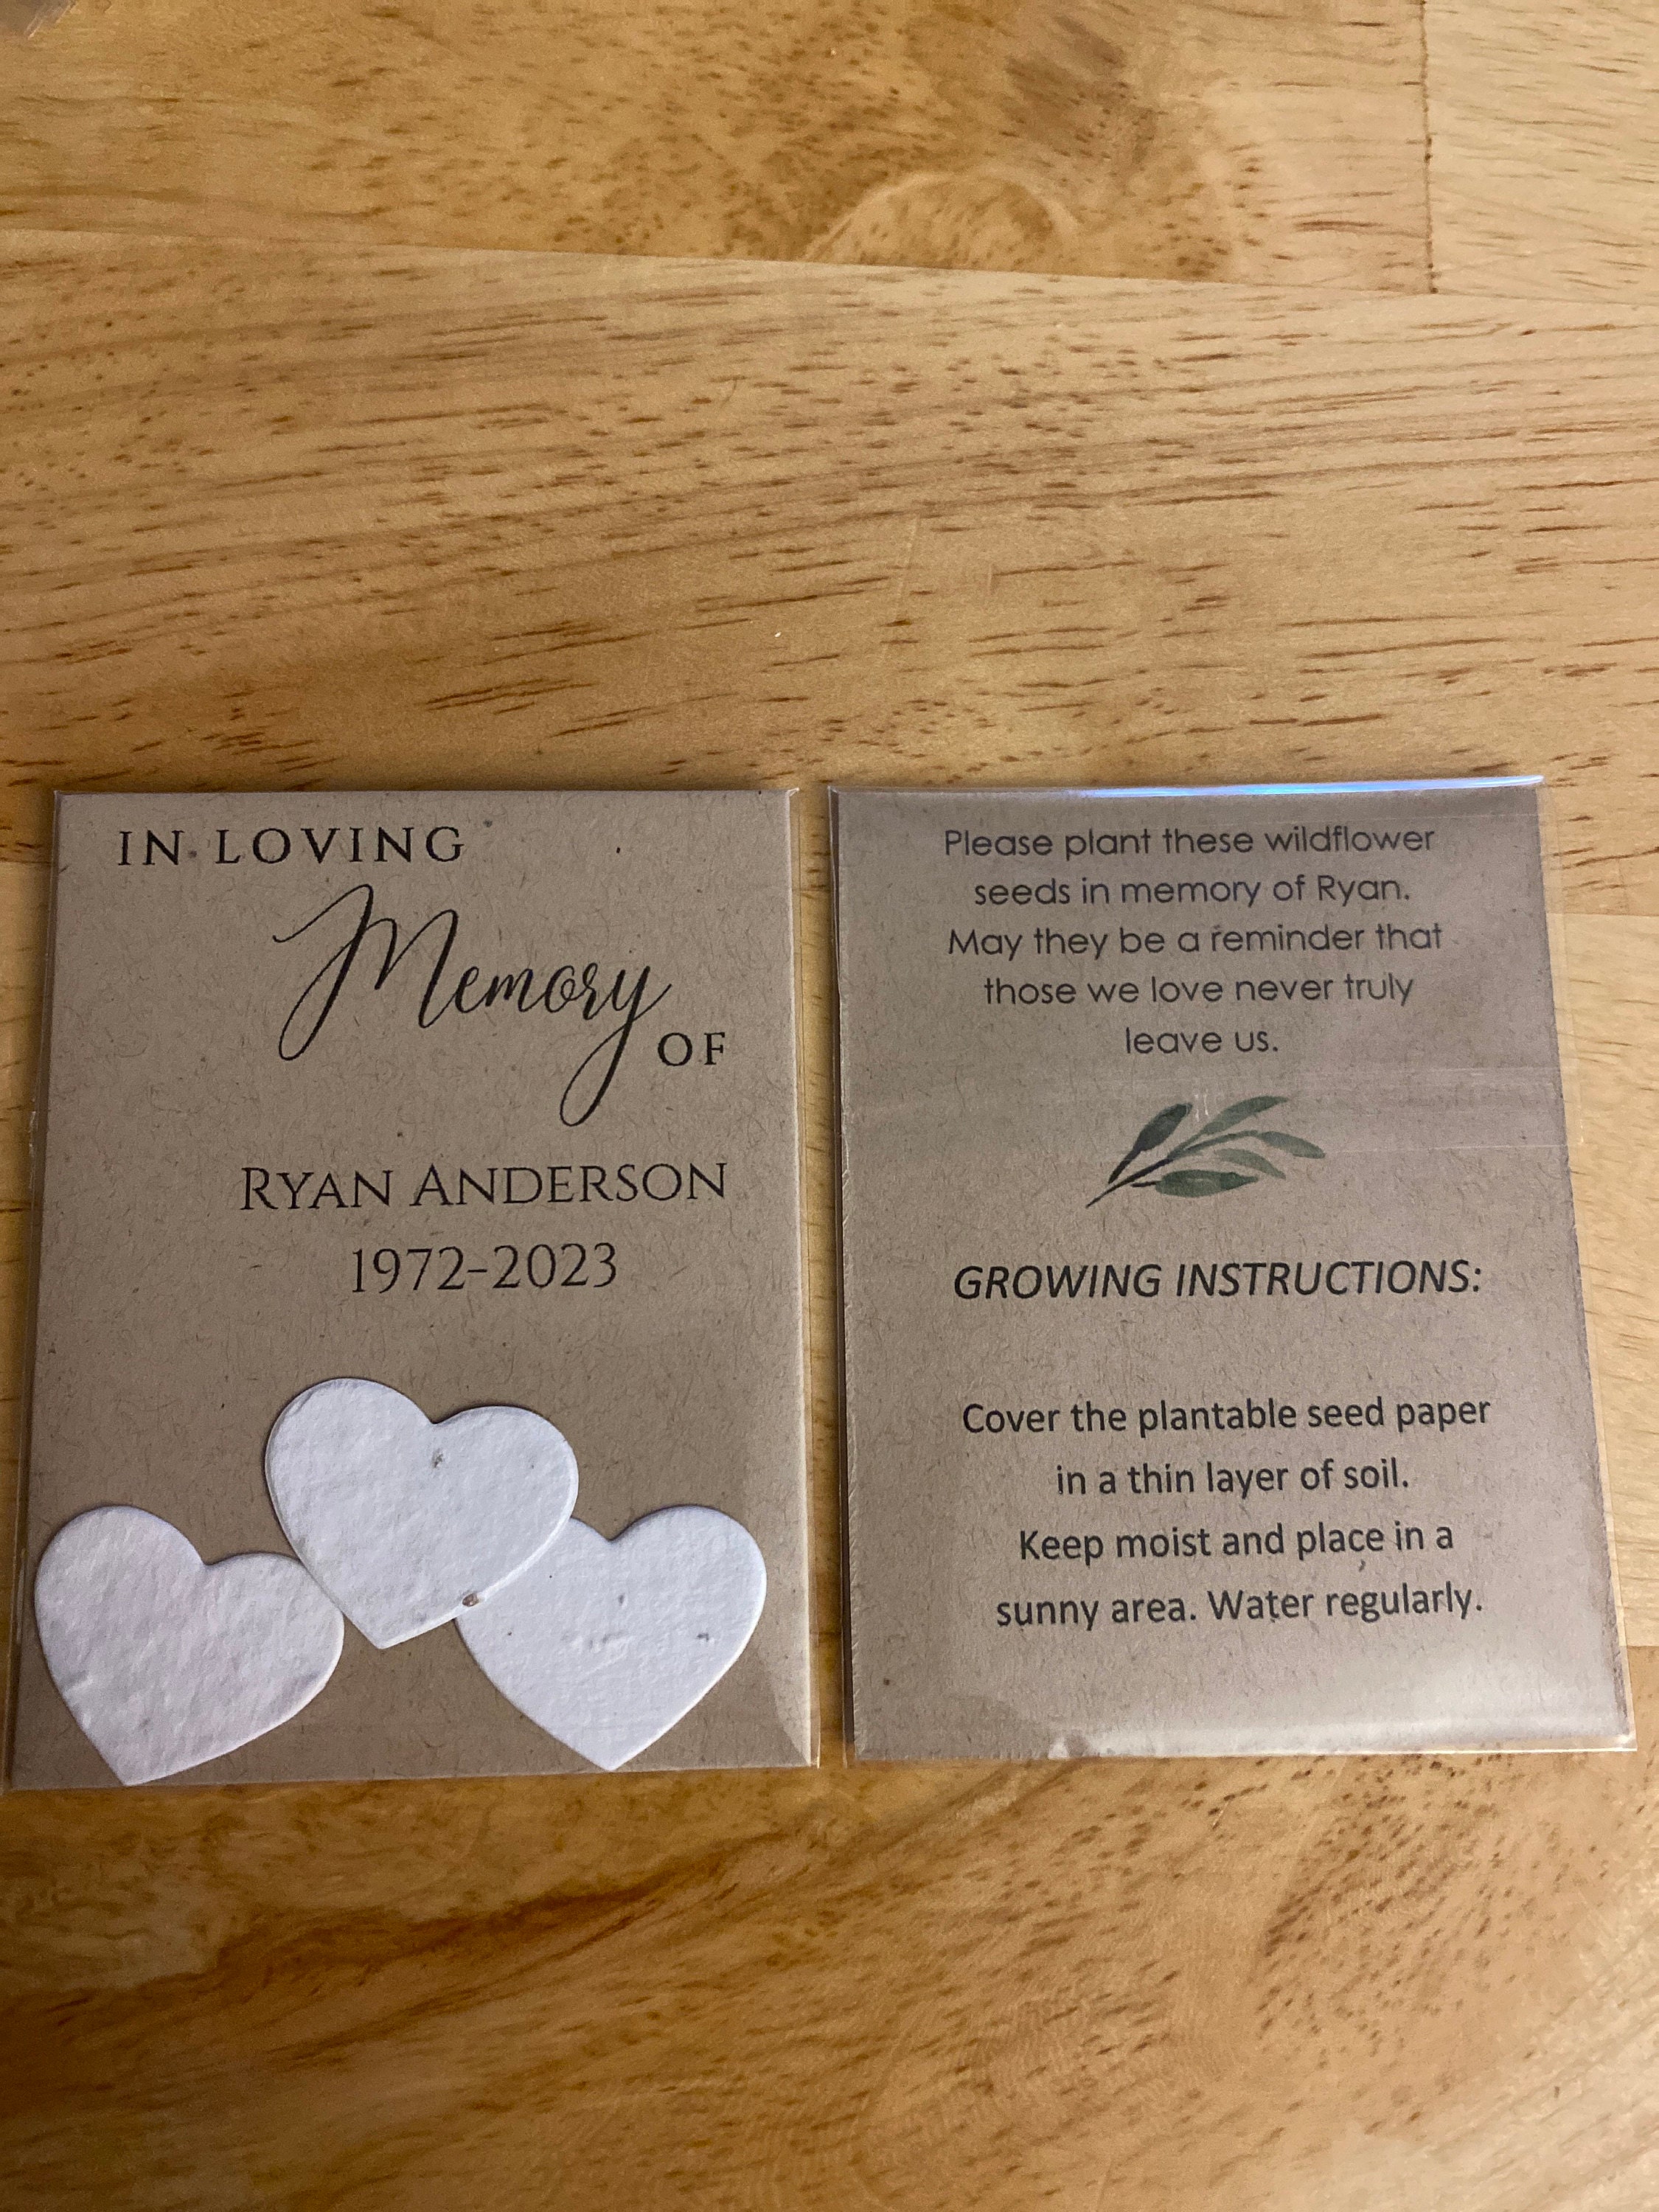 IN LOVING
Memory
OF
RYAN ANDERSON
1972-2023
Please plant these wildflower
seeds in memory of Ryan.
May they be a reminder that
those we love never truly
leave us.
GROWING INSTRUCTIONS:
Cover the plantable seed paper
in a thin layer of soil.
Keep moist and place in a
sunny area. Water regularly.